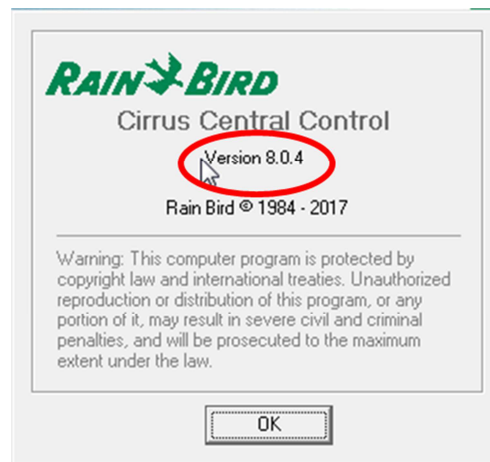 RAIN BIRD
Cirrus Central Control
Version 8.0.4
Rain Bird © 1984 - 2017
Warning: This computer program is protected by
copyright law and international treaties. Unauthorized
reproduction or distribution of this program, or any
portion of it, may result in severe civil and criminal
penalties, and will be prosecuted to the maximum
extent under the law.
OK